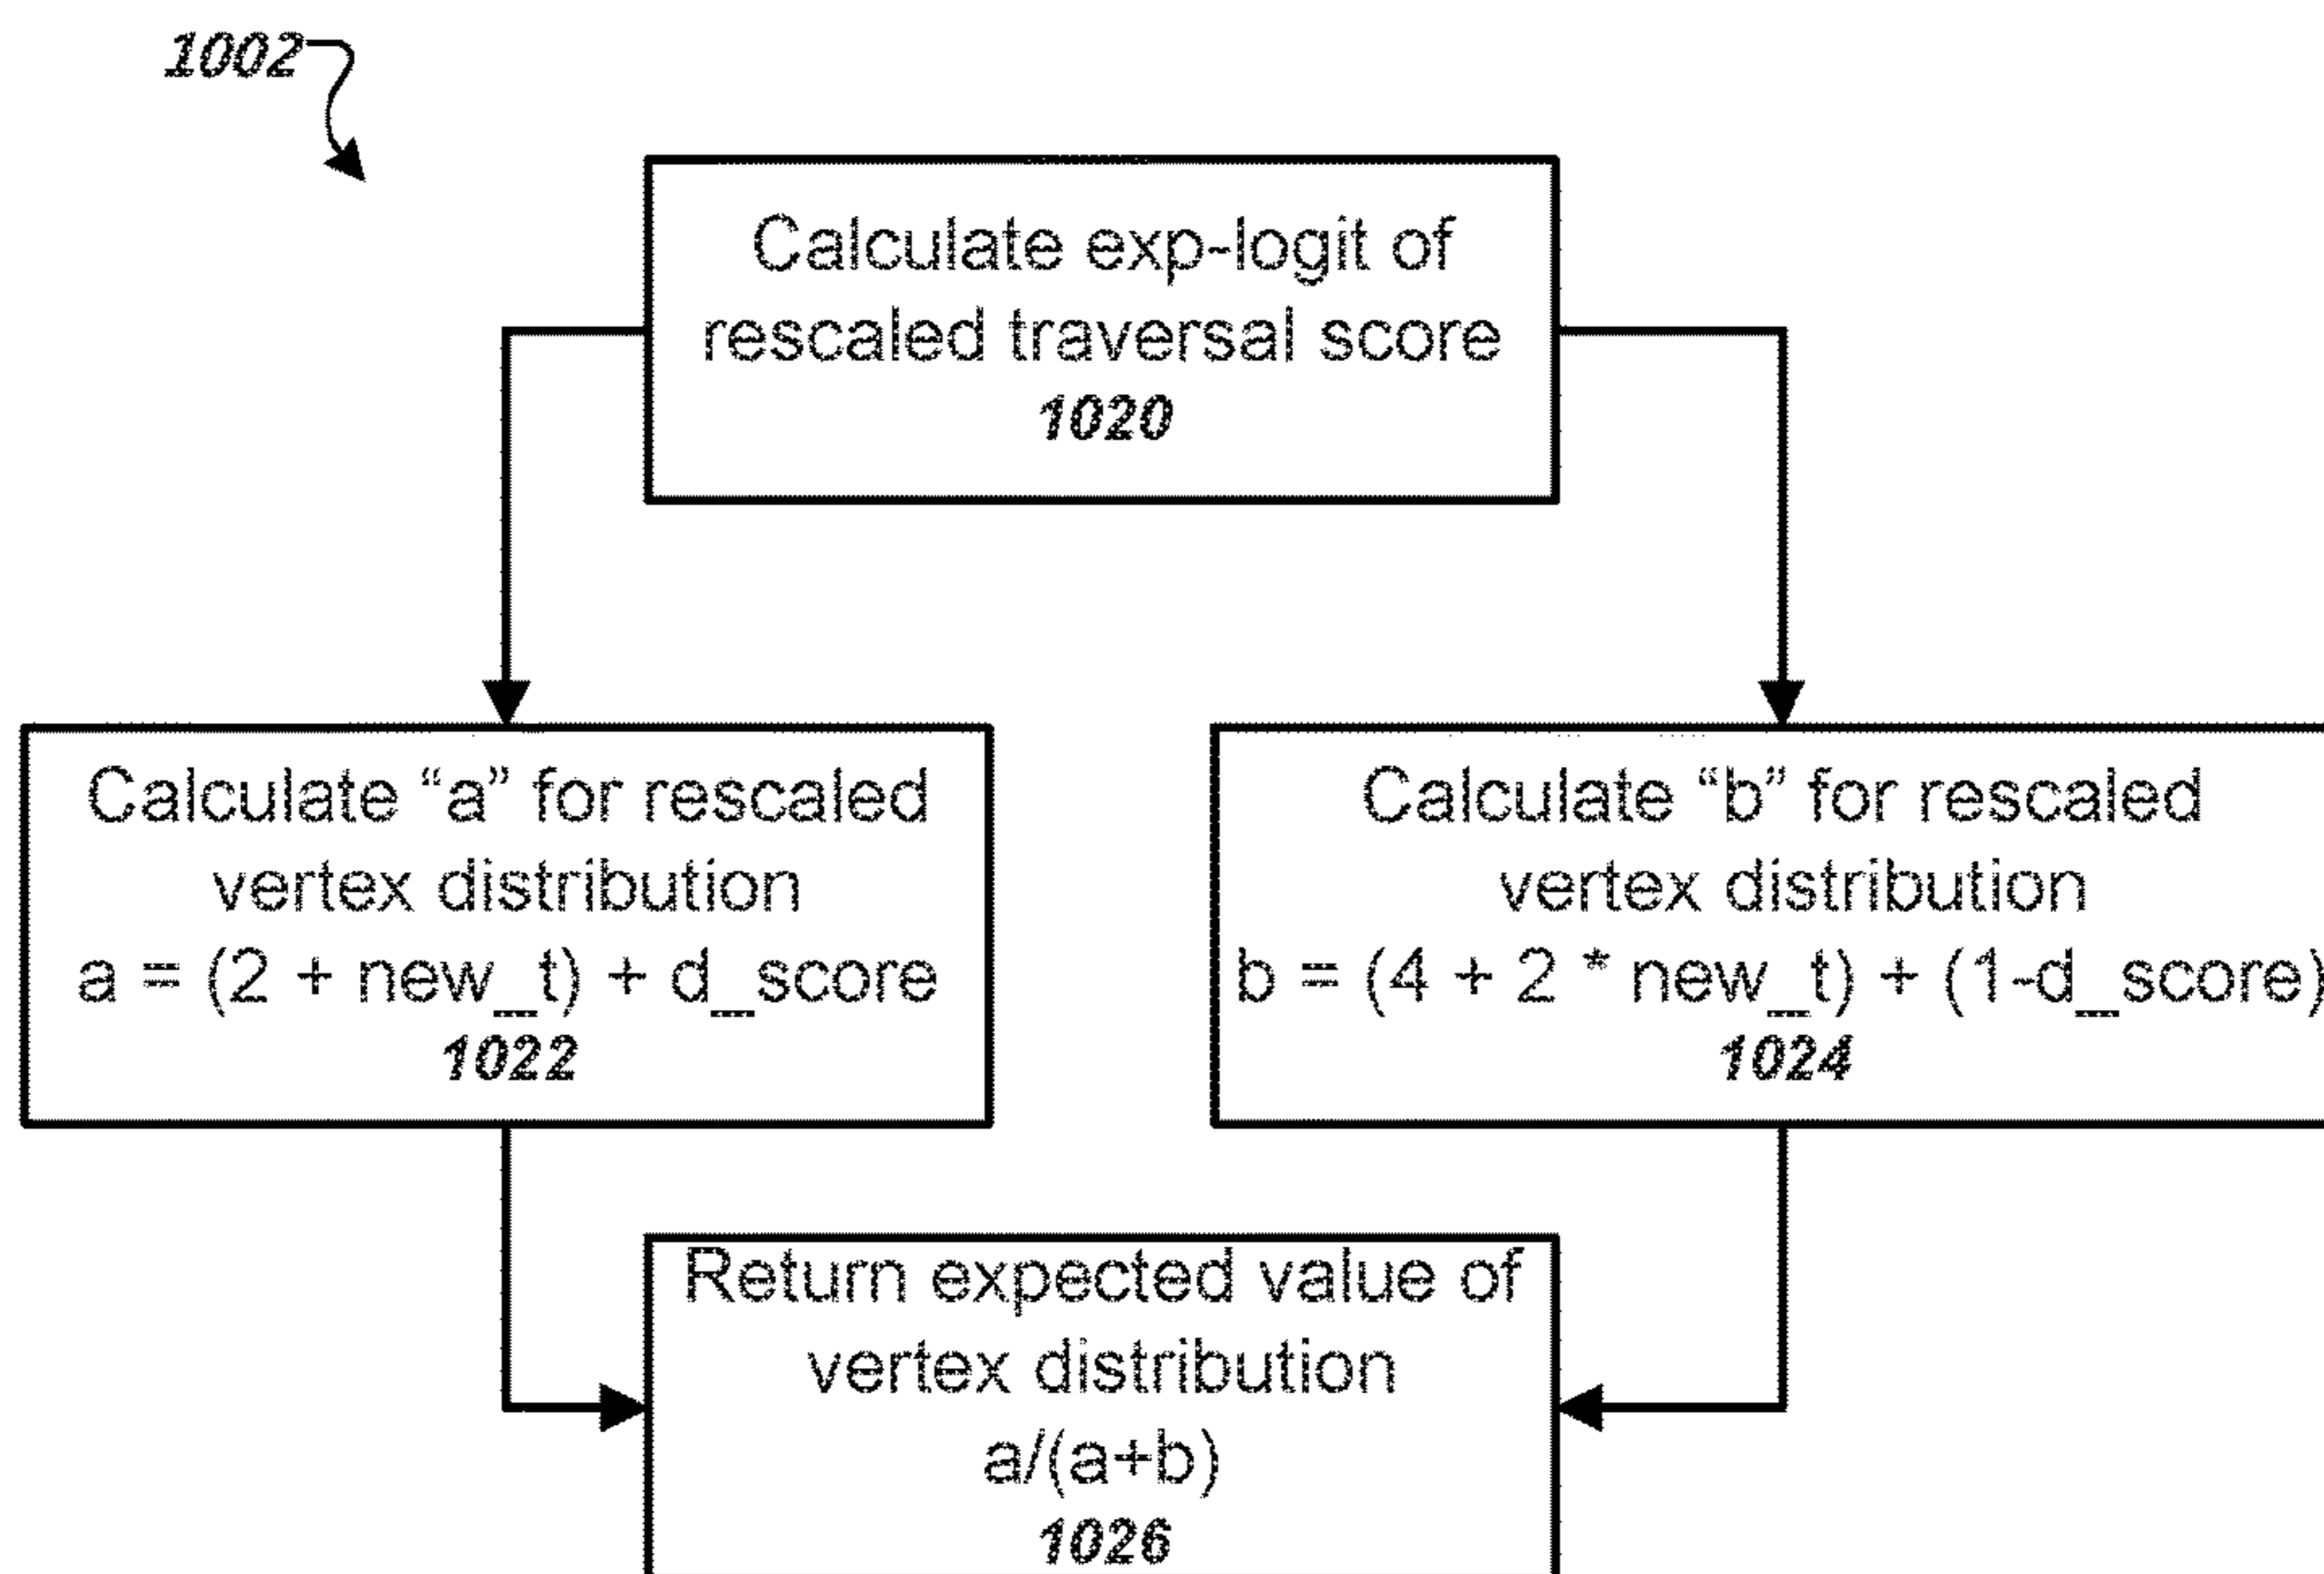 1002
Calculate exp-logit of
rescaled traversal score
1020
Calculate “a” for rescaled
vertex distribution
a = (2 + new_t) + d_score
1022
Calculate “b” for rescaled
vertex distribution
b = (4 + 2 * new_t) + (1-d_score)
1024
Return expected value of
vertex distribution
a/(a+b)
1026